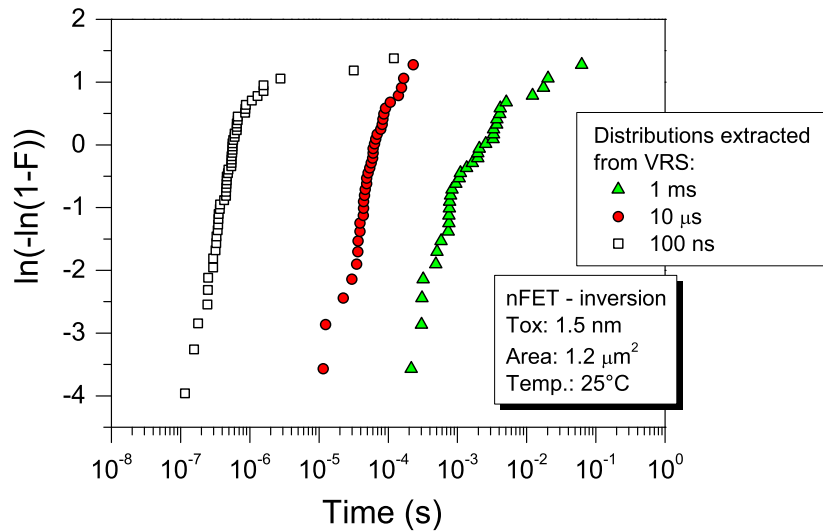 2
1
0
-1
-2
-3
-4
ln(-ln(1-F))
Distributions extracted
from VRS:
1 ms
10 μs
100 ns
nFET - inversion
Tox: 1.5 nm
Area: 1.2 μm²
Temp.: 25°C
10⁻⁸ 10⁻⁷ 10⁻⁶ 10⁻⁵ 10⁻⁴ 10⁻³ 10⁻² 10⁻¹ 10⁰
Time (s)